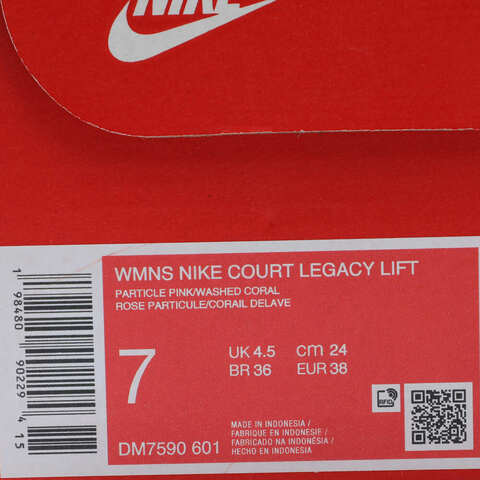 NIKE
WMNS NIKE COURT LEGACY LIFT
PARTICLE PINK/WASHED CORAL
ROSE PARTICULE/CORAIL DELAVE
7
UK 4.5 cm 24
BR 36 EUR 38
RFID
DM7590 601
MADE IN INDONESIA /
FABRIQUE EN INDONESIE /
FABRICADO NA INDONÉSIA /
HECHO EN INDONESIA
1 98480 90229 4 15